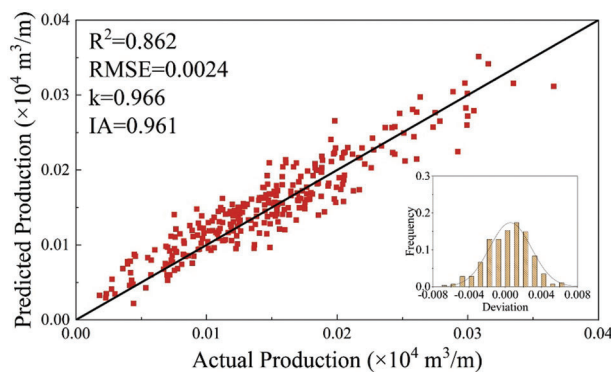 0.04
0.03
0.02
0.01
0.00
Predicted Production (×10⁴ m³/m)
R²=0.862
RMSE=0.0024
k=0.966
IA=0.961
0.3
0.2
0.1
0.0
Frequency
-0.008 -0.004 0.000 0.004 0.008
Deviation
0.00 0.01 0.02 0.03 0.04
Actual Production (×10⁴ m³/m)